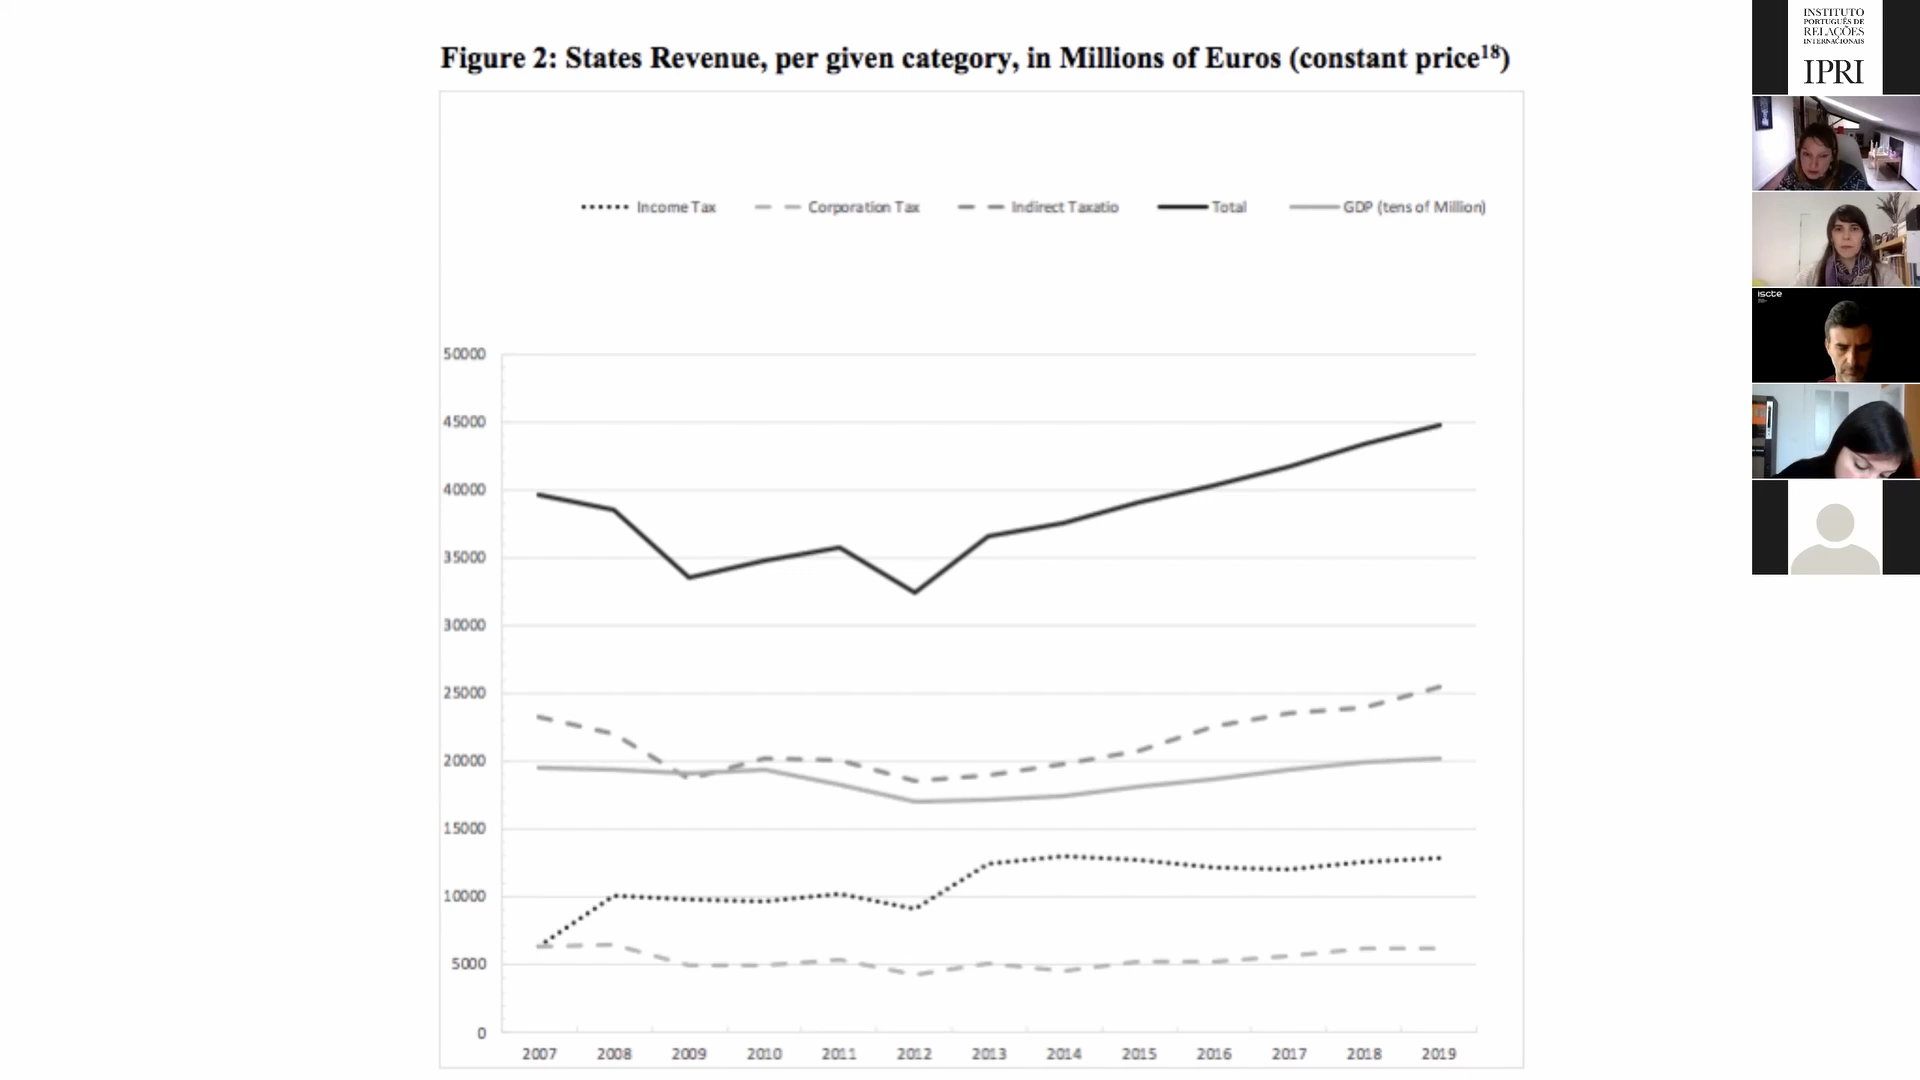 Figure 2: States Revenue, per given category, in Millions of Euros (constant price¹⁸)
Income Tax Corporation Tax Indirect Taxatio Total GDP (tens of Million)
50000
45000
40000
35000
30000
25000
20000
15000
10000
5000
0
2007 2008 2009 2010 2011 2012 2013 2014 2015 2016 2017 2018 2019
INSTITUTO
PORTUGUÊS DE
RELAÇÕES
INTERNACIONAIS
IPRI
iscte